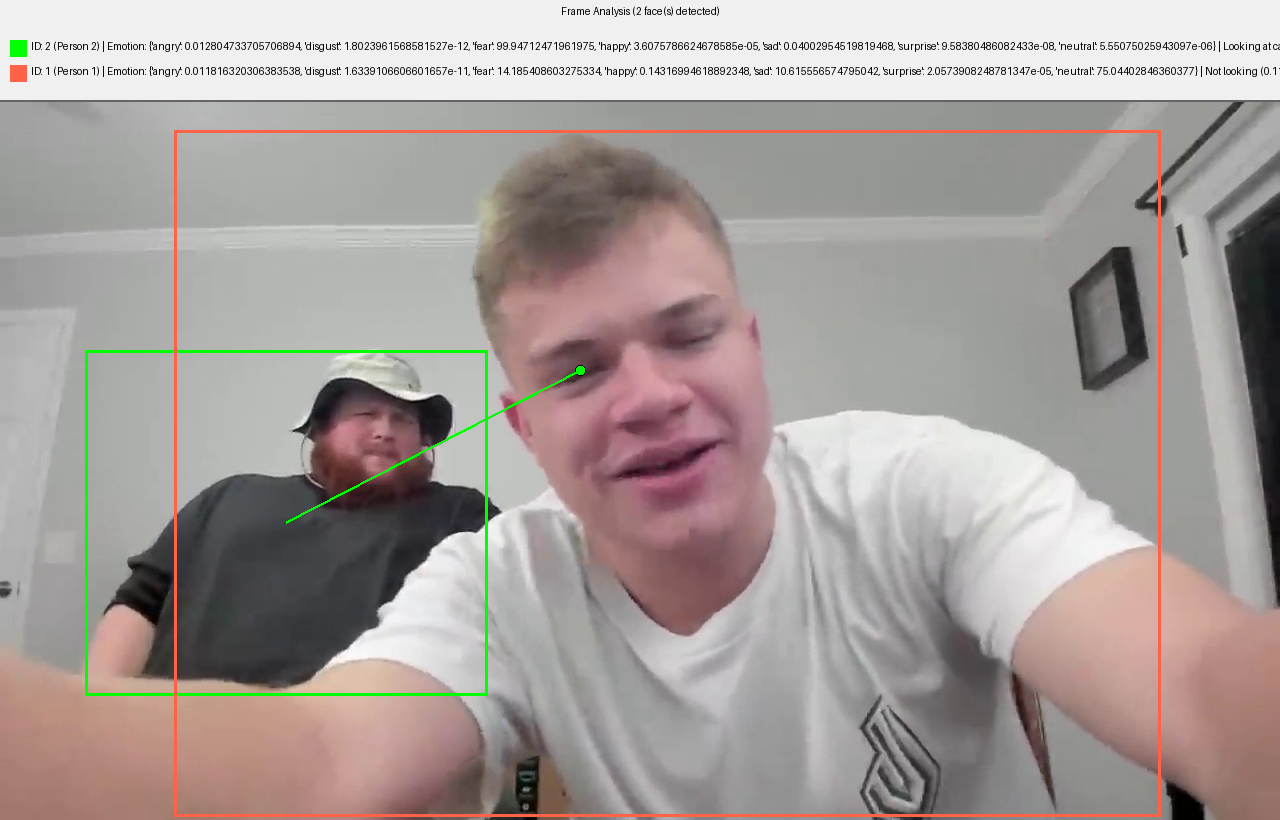 Frame Analysis (2 face(s) detected)
ID: 2 (Person 2) | Emotion: {'angry': 0.012804733705706894, 'disgust': 1.8023961568581527e-12, 'fear': 99.94712471961975, 'happy': 3.6075786624678585e-05, 'sad': 0.04002954519819468, 'surprise': 9.58380486082433e-08, 'neutral': 5.55075025943097e-06} | Looking at ca
ID: 1 (Person 1) | Emotion: {'angry': 0.011816320306383538, 'disgust': 1.6339106606601657e-11, 'fear': 14.185408603275334, 'happy': 0.14316994618892348, 'sad': 10.615556574795042, 'surprise': 2.0573908248781347e-05, 'neutral': 75.04402846360377} | Not looking (0.11